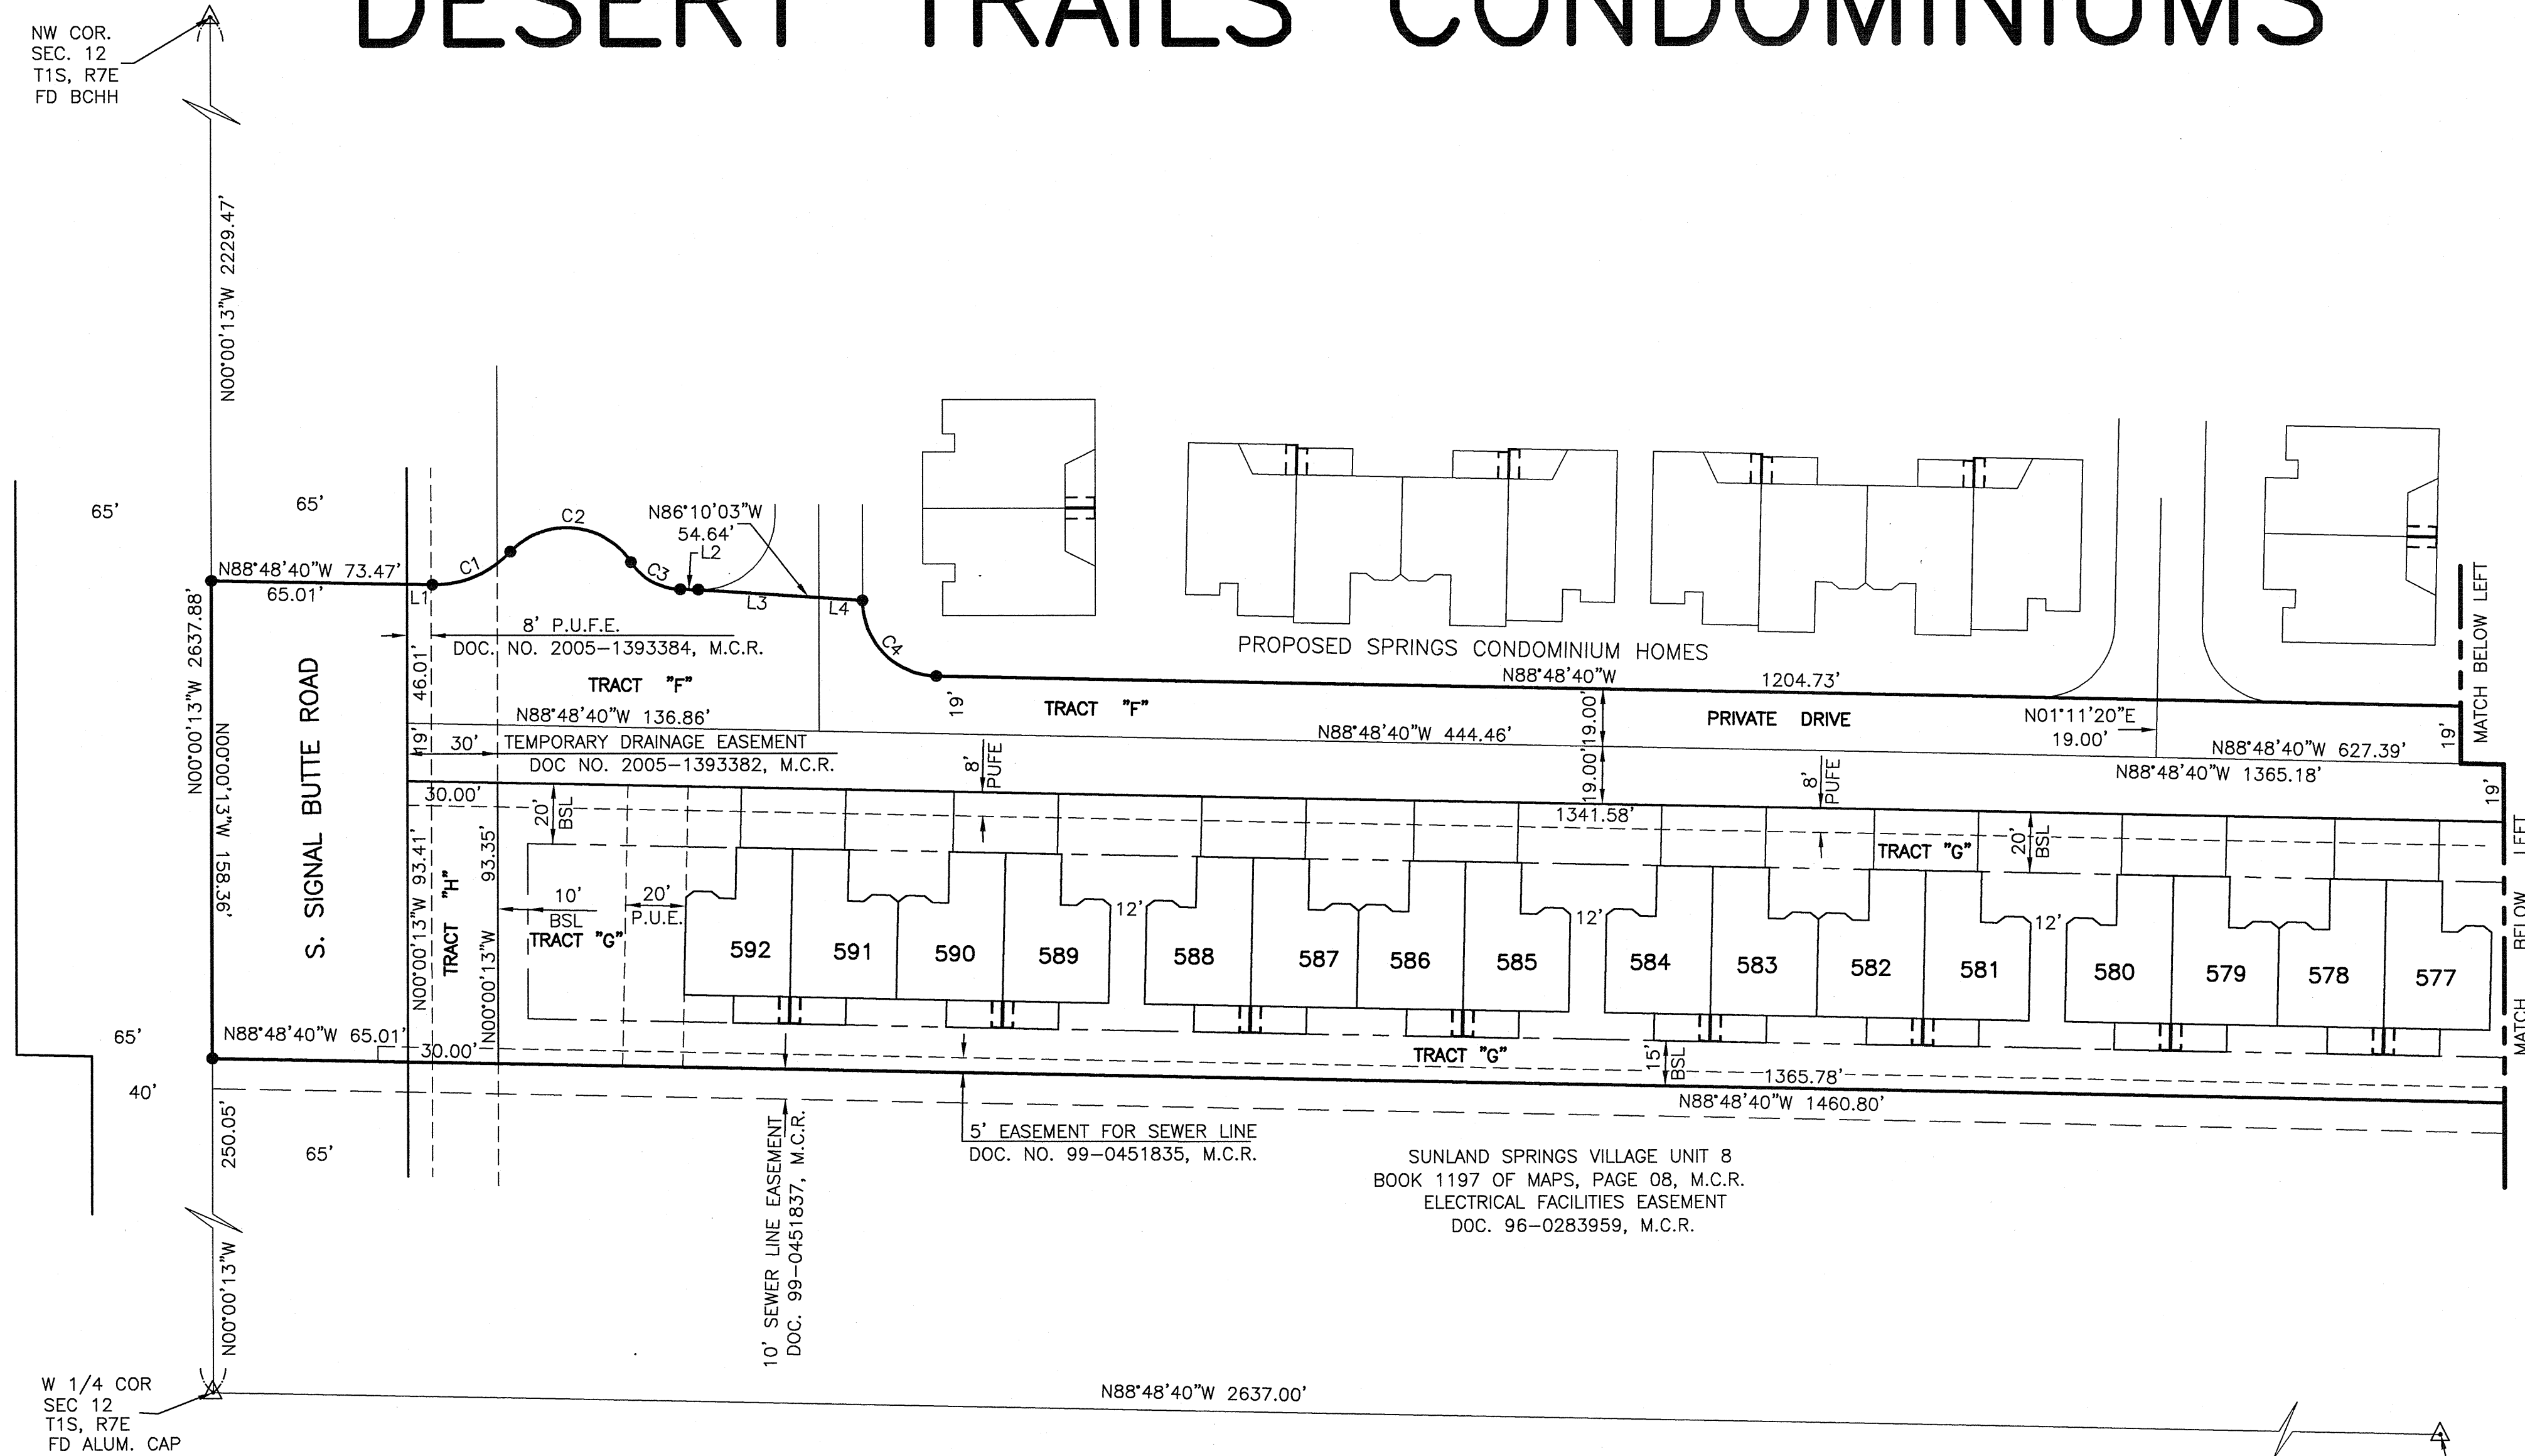 DESERT TRAILS CONDOMINIUMS
NW COR.
SEC. 12
T1S, R7E
FD BCHH
N00°00'13"W 2229.47'
65'
65'
N88°48'40"W 73.47'
65.01'
L1
C1
C2
C3
L2
N86°10'03"W
54.64'
L3
L4
C4
8' P.U.F.E.
DOC. NO. 2005-1393384, M.C.R.
N00°00'13"W 2637.88'
N00°00'13"W 158.36'
S. SIGNAL BUTTE ROAD
46.01'
19'
TRACT "F"
N88°48'40"W 136.86'
30'
TEMPORARY DRAINAGE EASEMENT
DOC NO. 2005-1393382, M.C.R.
19'
TRACT "F"
PROPOSED SPRINGS CONDOMINIUM HOMES
N88°48'40"W
1204.73'
N88°48'40"W 444.46'
19.00'
19.00'
PRIVATE DRIVE
N01°11'20"E
19.00'
N88°48'40"W 627.39'
N88°48'40"W 1365.18'
19'
19'
MATCH BELOW LEFT
30.00'
20'
BSL
8'
PUFE
1341.58'
8'
PUFE
TRACT "G"
20'
BSL
N00°00'13"W 93.41'
TRACT "H"
93.35'
N00°00'13"W
10'
BSL
TRACT "G"
20'
P.U.E.
592
591
590
589
12'
588
587
586
585
12'
584
583
582
581
12'
580
579
578
577
MATCH BELOW LEFT
65'
N88°48'40"W 65.01'
30.00'
TRACT "G"
15'
BSL
1365.78'
N88°48'40"W 1460.80'
40'
250.05'
65'
N00°00'13"W
10' SEWER LINE EASEMENT
DOC. 99-0451837, M.C.R.
5' EASEMENT FOR SEWER LINE
DOC. NO. 99-0451835, M.C.R.
SUNLAND SPRINGS VILLAGE UNIT 8
BOOK 1197 OF MAPS, PAGE 08, M.C.R.
ELECTRICAL FACILITIES EASEMENT
DOC. 96-0283959, M.C.R.
W 1/4 COR
SEC 12
T1S, R7E
FD ALUM. CAP
N88°48'40"W 2637.00'